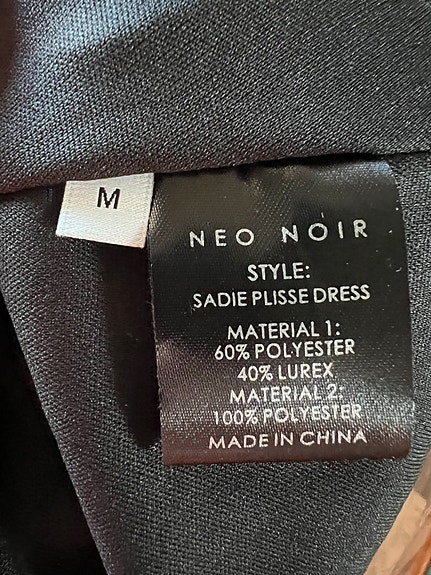 M
NEO NOIR
STYLE:
SADIE PLISSE DRESS
MATERIAL 1:
60% POLYESTER
40% LUREX
MATERIAL 2:
100% POLYESTER
MADE IN CHINA